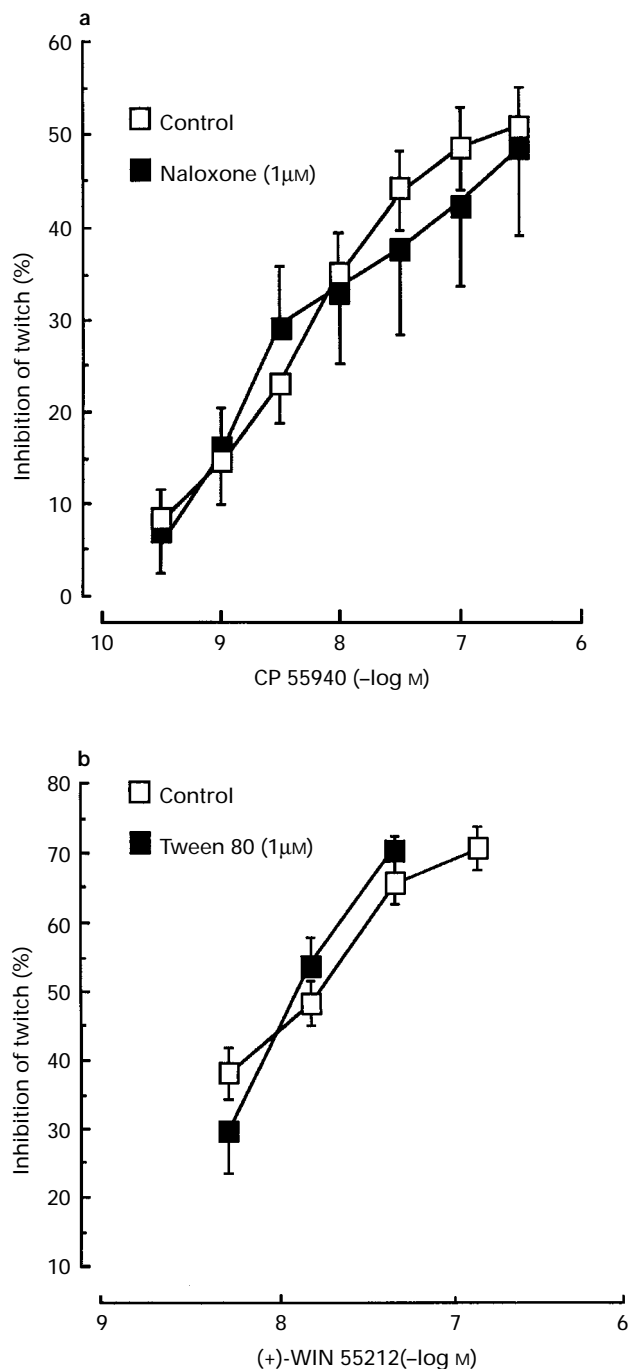 a
60
50
40
30
20
10
0
Inhibition of twitch (%)
Control
Naloxone (1μM)
10 9 8 7 6
CP 55940 (–log M)
b
80
70
60
50
40
30
20
10
Inhibition of twitch (%)
Control
Tween 80 (1μM)
9 8 7 6
(+)-WIN 55212(–log M)